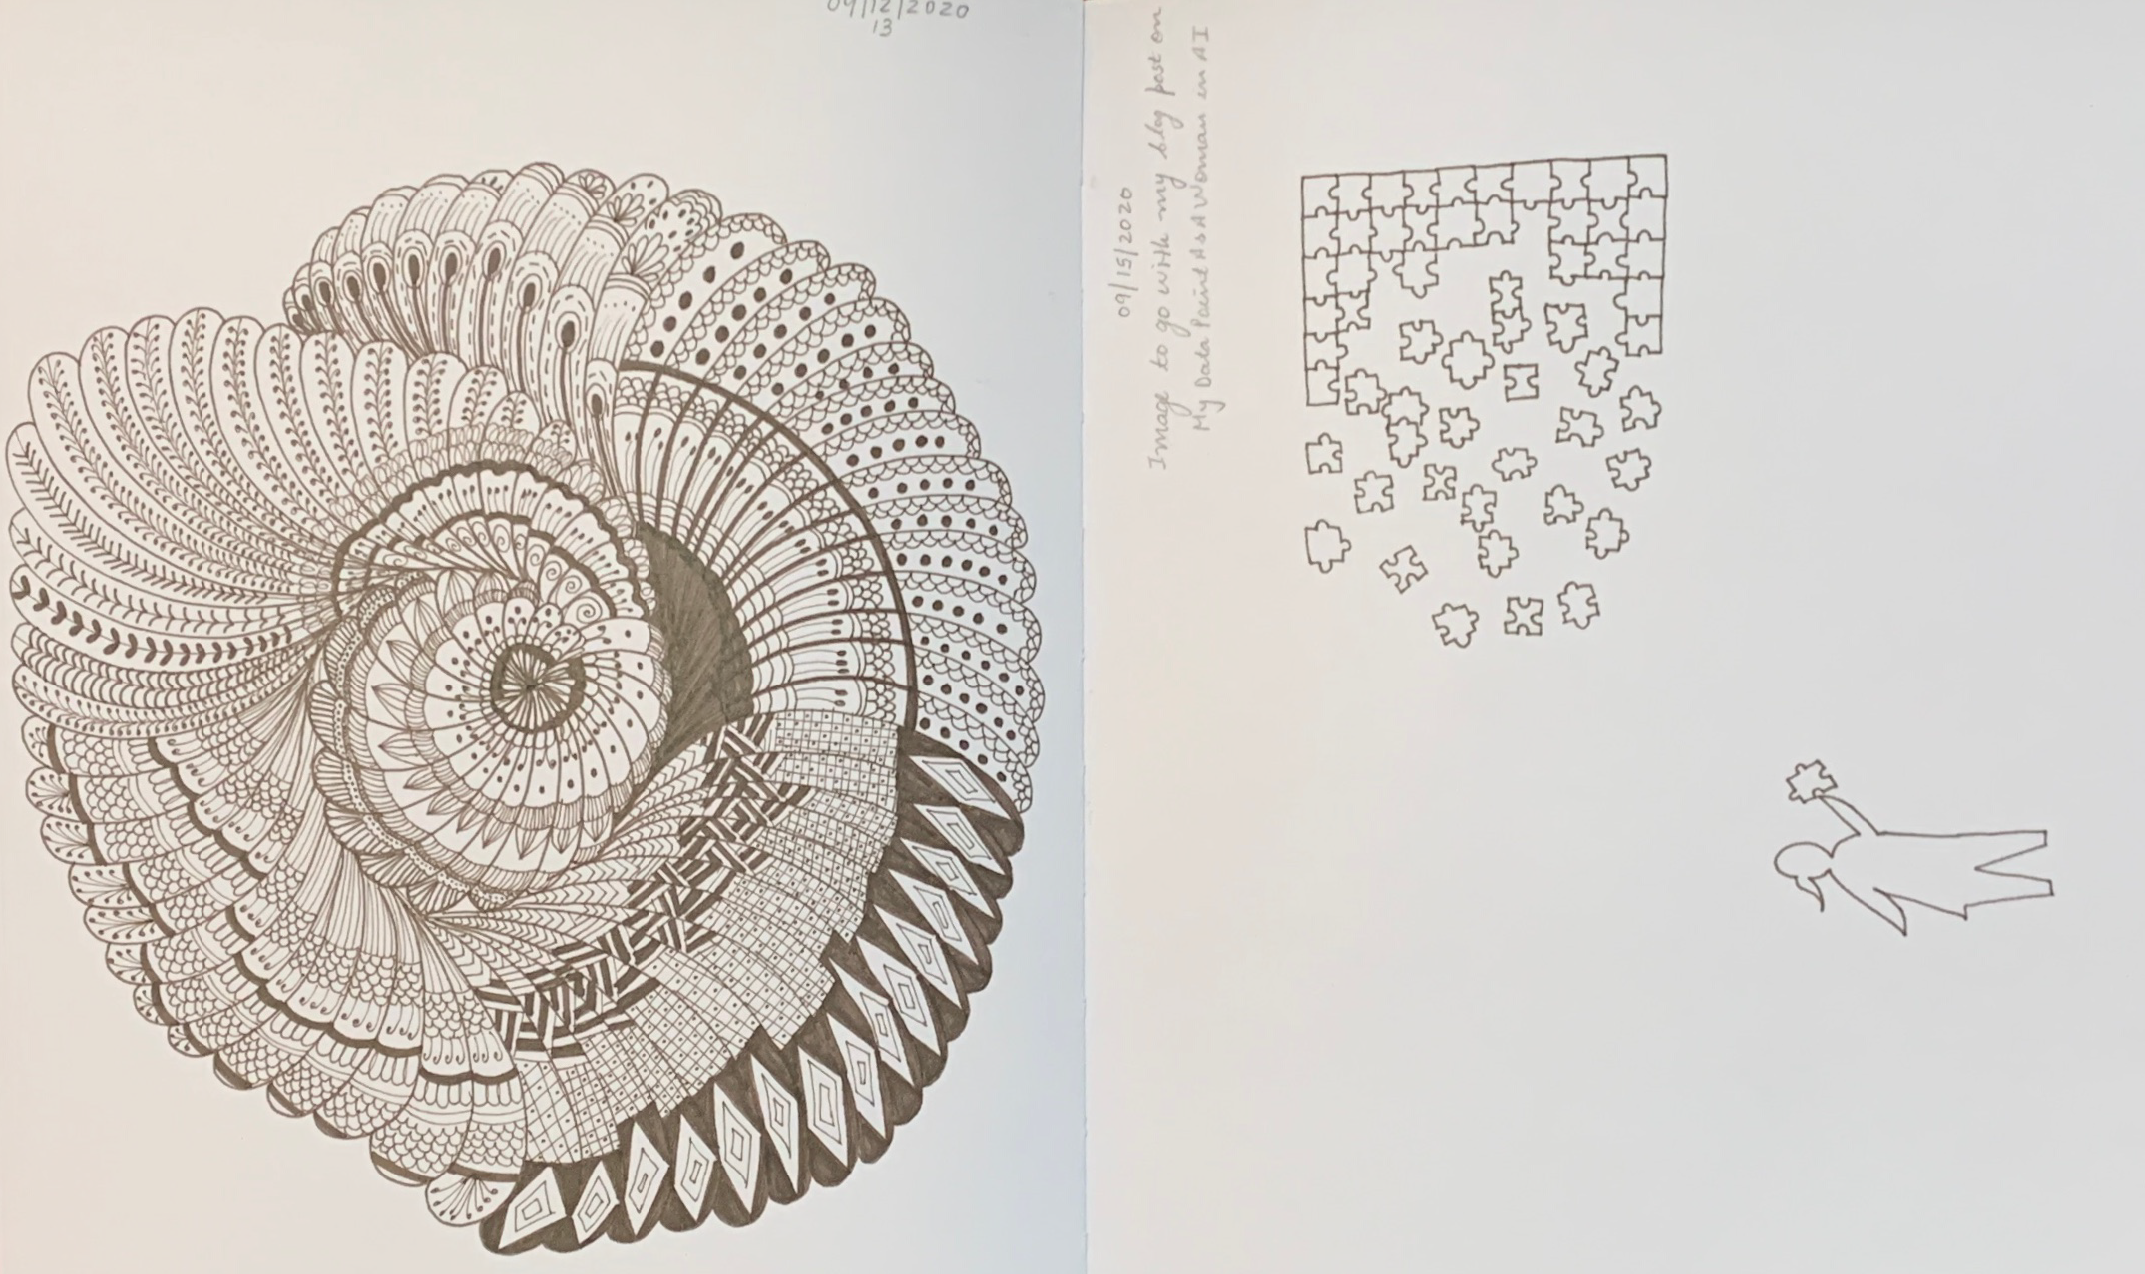 09/12/2020
13
09/15/2020
Image to go with my blog post on
My Data Point As A Woman in AI